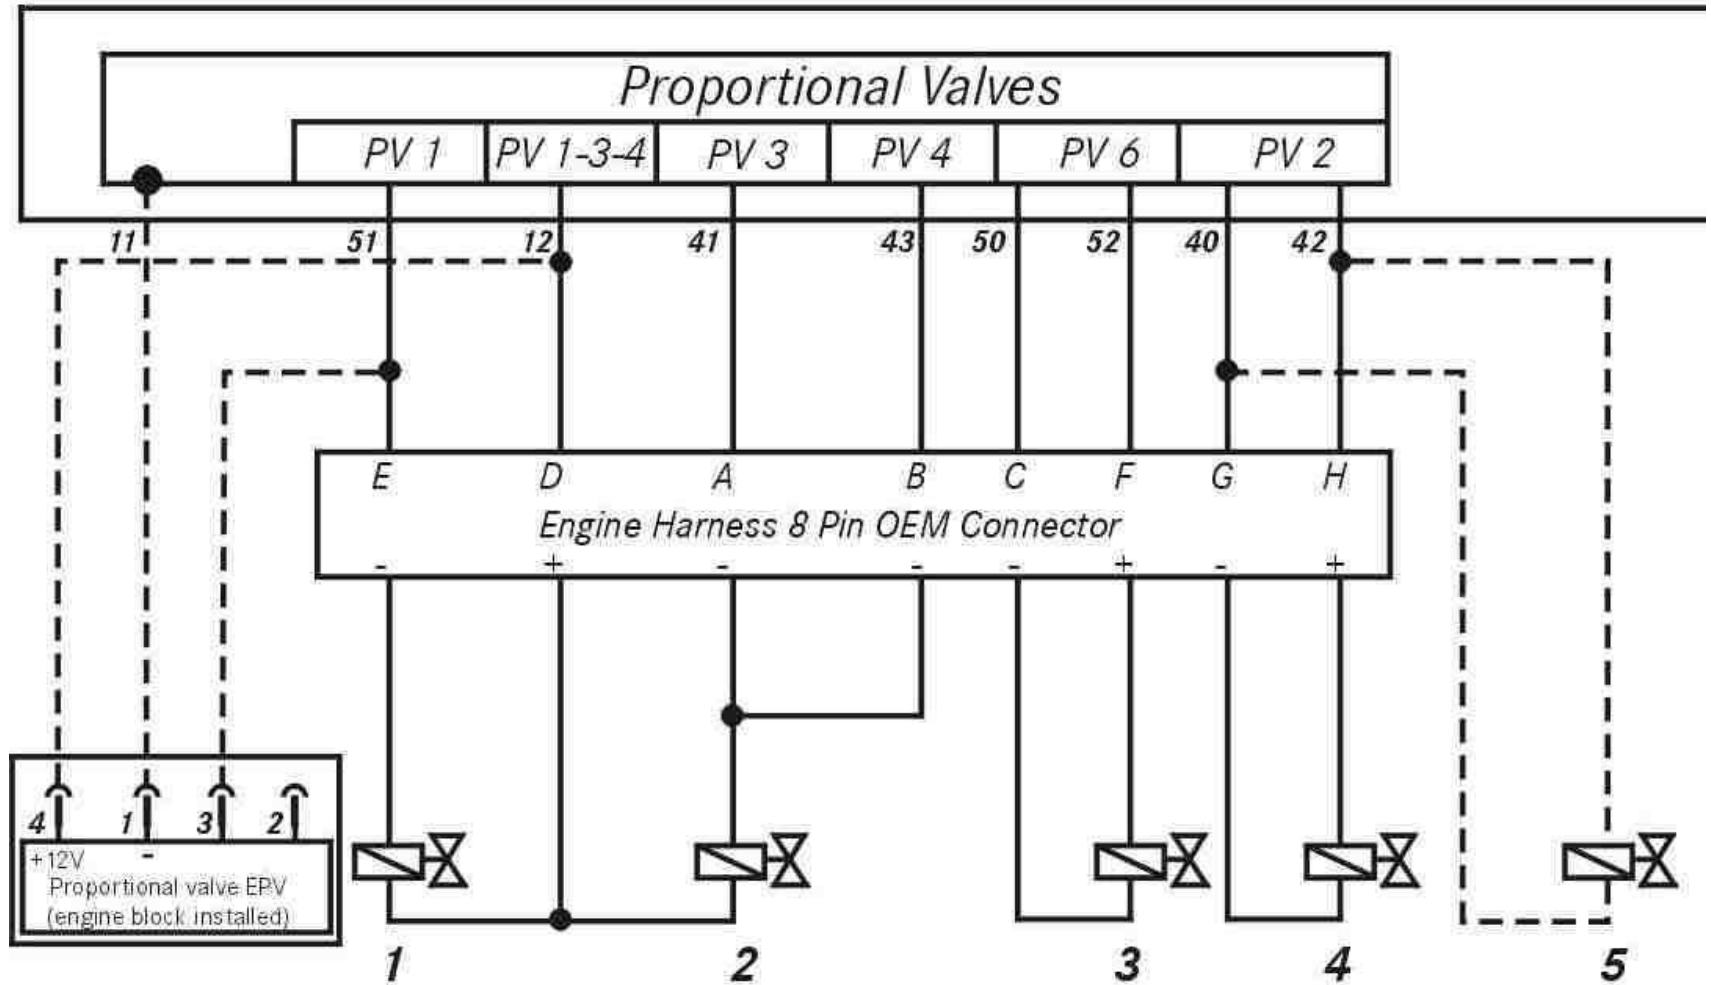 Proportional Valves
PV 1 PV 1-3-4 PV 3 PV 4 PV 6 PV 2
11 51 12 41 43 50 52 40 42
E D A B C F G H
Engine Harness 8 Pin OEM Connector
- + - - - + - +
4 1 3 2
+12V -
Proportional valve EPV
(engine block installed)
1 2 3 4 5